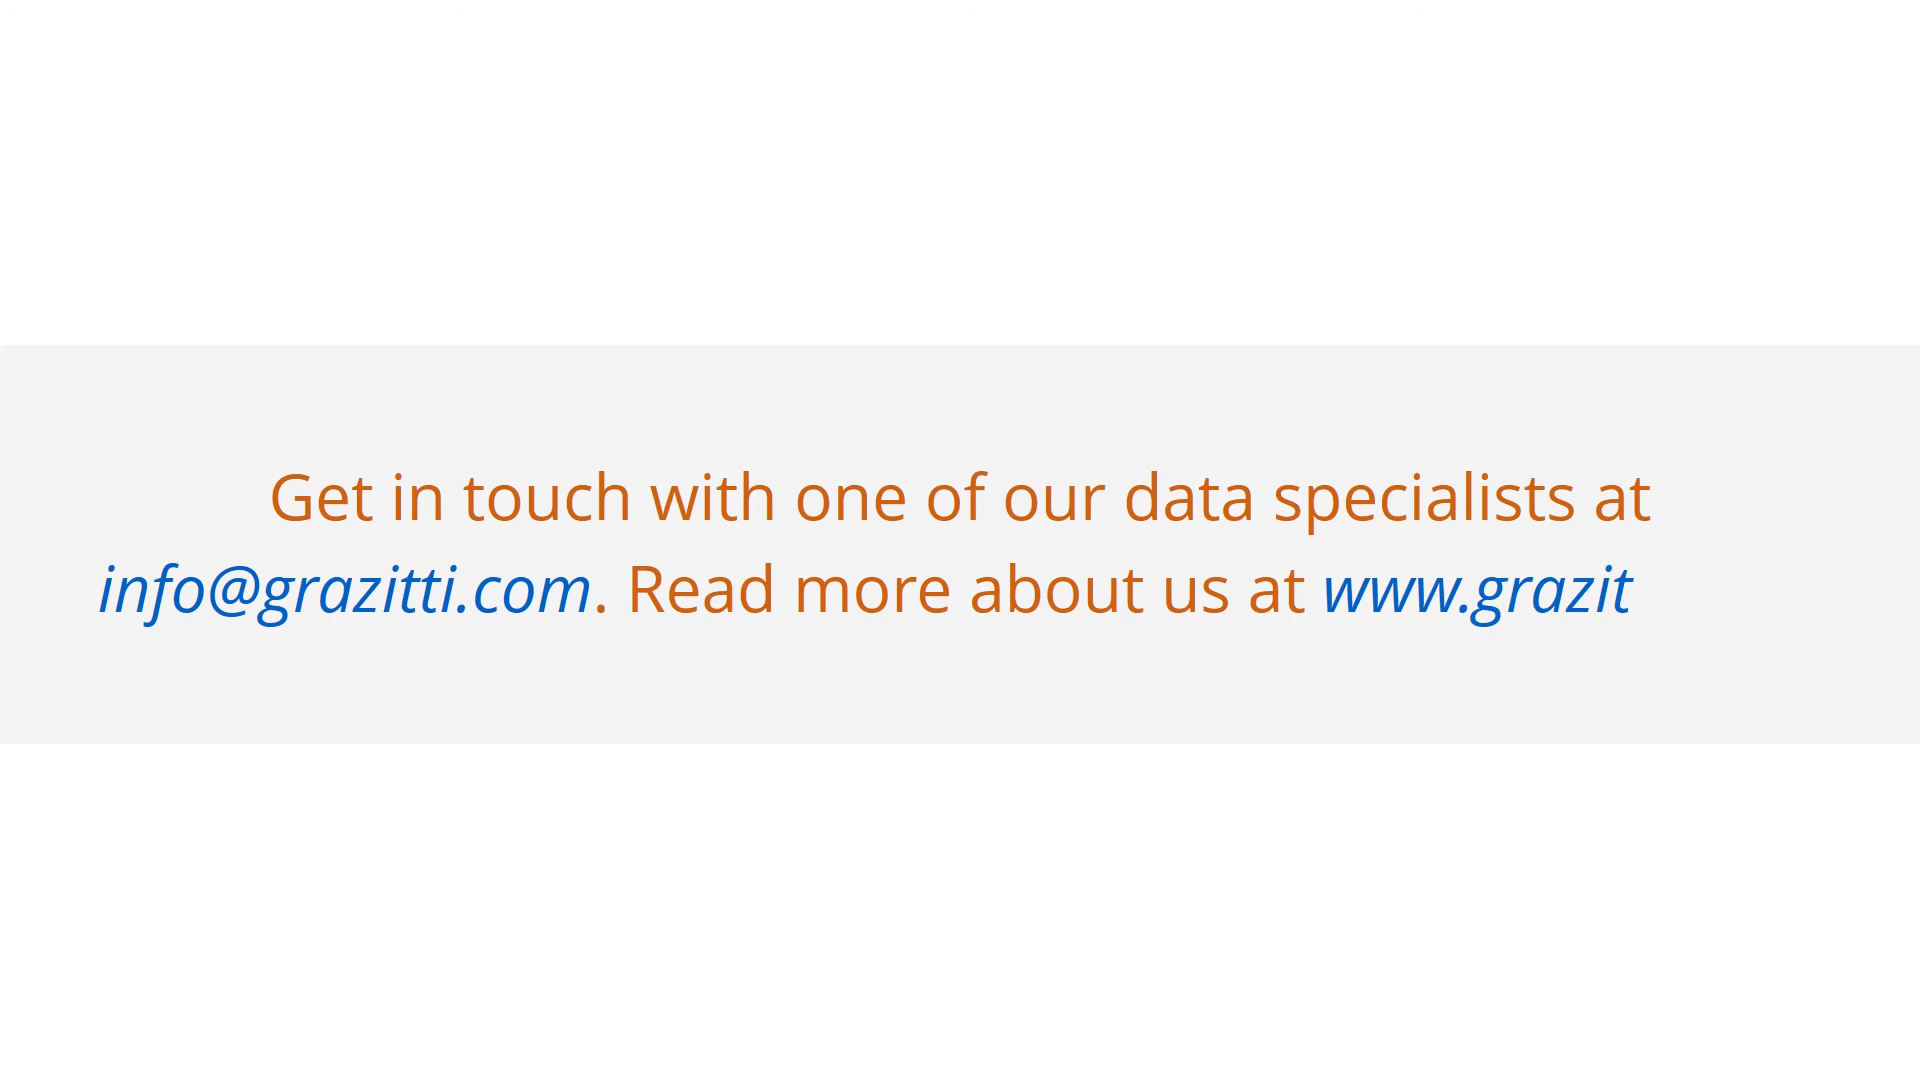 Get in touch with one of our data specialists at
info@grazitti.com. Read more about us at www.grazit